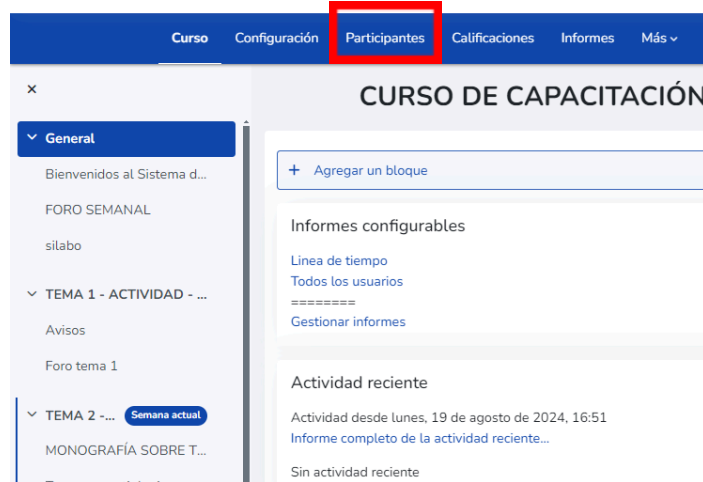 Curso Configuración Participantes Calificaciones Informes Más
CURSO DE CAPACITACIÓN
General
Bienvenidos al Sistema d...
FORO SEMANAL
silabo
TEMA 1 - ACTIVIDAD - ...
Avisos
Foro tema 1
TEMA 2 -... Semana actual
MONOGRAFÍA SOBRE T...
+ Agregar un bloque
Informes configurables
Linea de tiempo
Todos los usuarios
========
Gestionar informes
Actividad reciente
Actividad desde lunes, 19 de agosto de 2024, 16:51
Informe completo de la actividad reciente...
Sin actividad reciente